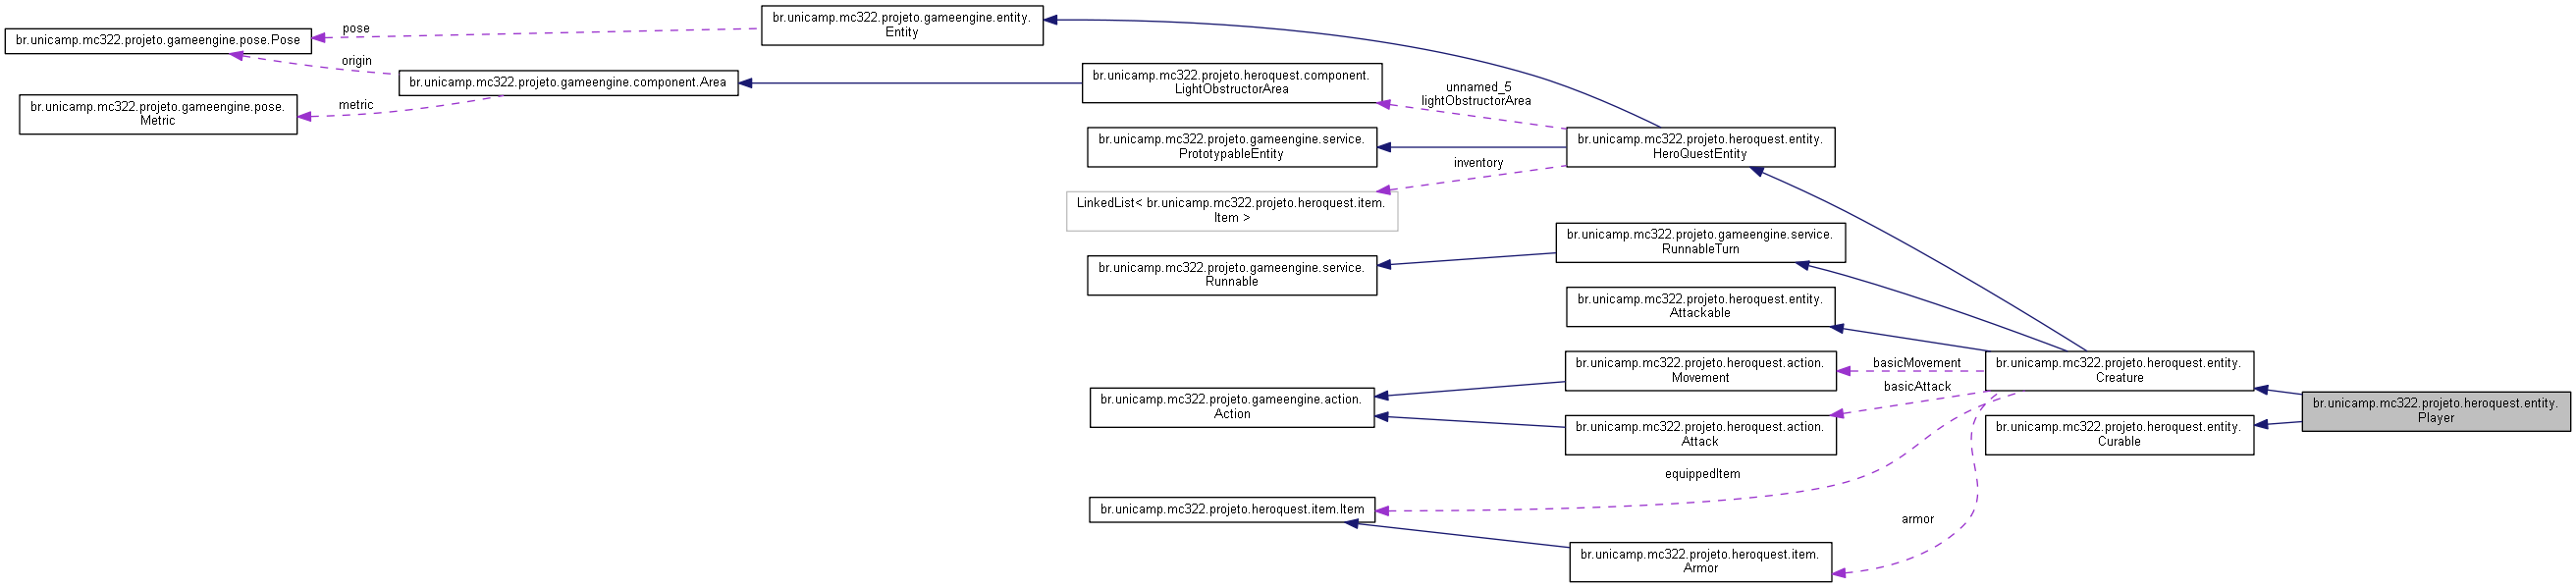 br.unicamp.mc322.projeto.gameengine.pose.Pose
pose
br.unicamp.mc322.projeto.gameengine.entity.
Entity
origin
br.unicamp.mc322.projeto.gameengine.component.Area
metric
br.unicamp.mc322.projeto.gameengine.pose.
Metric
br.unicamp.mc322.projeto.heroquest.component.
LightObstructorArea
unnamed_5
lightObstructorArea
br.unicamp.mc322.projeto.gameengine.service.
PrototypableEntity
br.unicamp.mc322.projeto.heroquest.entity.
HeroQuestEntity
inventory
LinkedList< br.unicamp.mc322.projeto.heroquest.item.
Item >
br.unicamp.mc322.projeto.gameengine.service.
RunnableTurn
br.unicamp.mc322.projeto.gameengine.service.
Runnable
br.unicamp.mc322.projeto.heroquest.entity.
Attackable
br.unicamp.mc322.projeto.heroquest.action.
Movement
basicMovement
br.unicamp.mc322.projeto.heroquest.entity.
Creature
basicAttack
br.unicamp.mc322.projeto.gameengine.action.
Action
br.unicamp.mc322.projeto.heroquest.entity.
Player
br.unicamp.mc322.projeto.heroquest.action.
Attack
br.unicamp.mc322.projeto.heroquest.entity.
Curable
equippedItem
br.unicamp.mc322.projeto.heroquest.item.Item
armor
br.unicamp.mc322.projeto.heroquest.item.
Armor